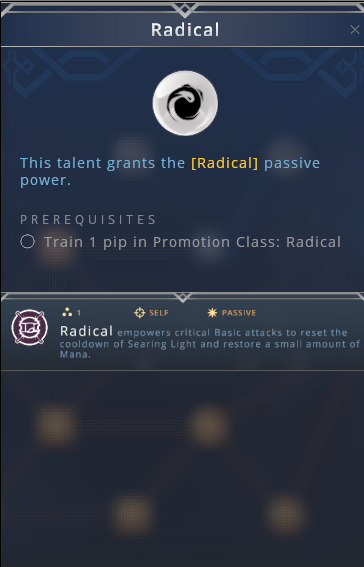 Radical
This talent grants the [Radical] passive
power.
PREREQUISITES
Train 1 pip in Promotion Class: Radical
1 SELF PASSIVE
Radical empowers critical Basic attacks to reset the
cooldown of Searing Light and restore a small amount of
Mana.